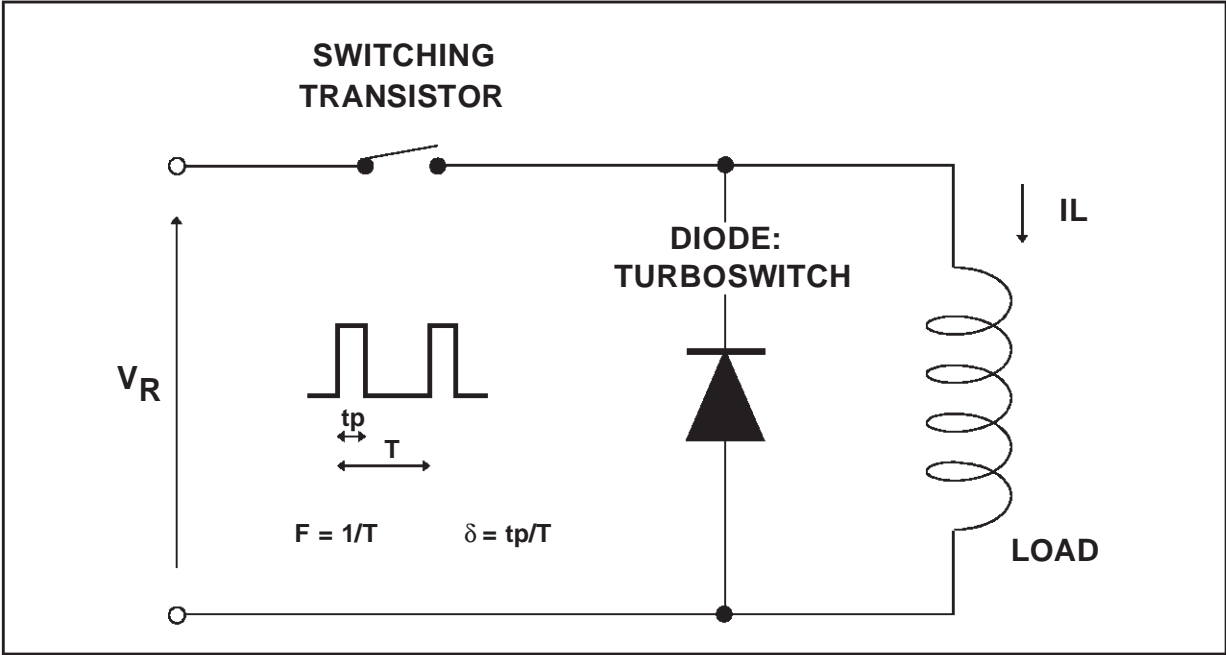 SWITCHING
TRANSISTOR
IL
DIODE:
TURBOSWITCH
VR
tp
T
F = 1/T
δ = tp/T
LOAD